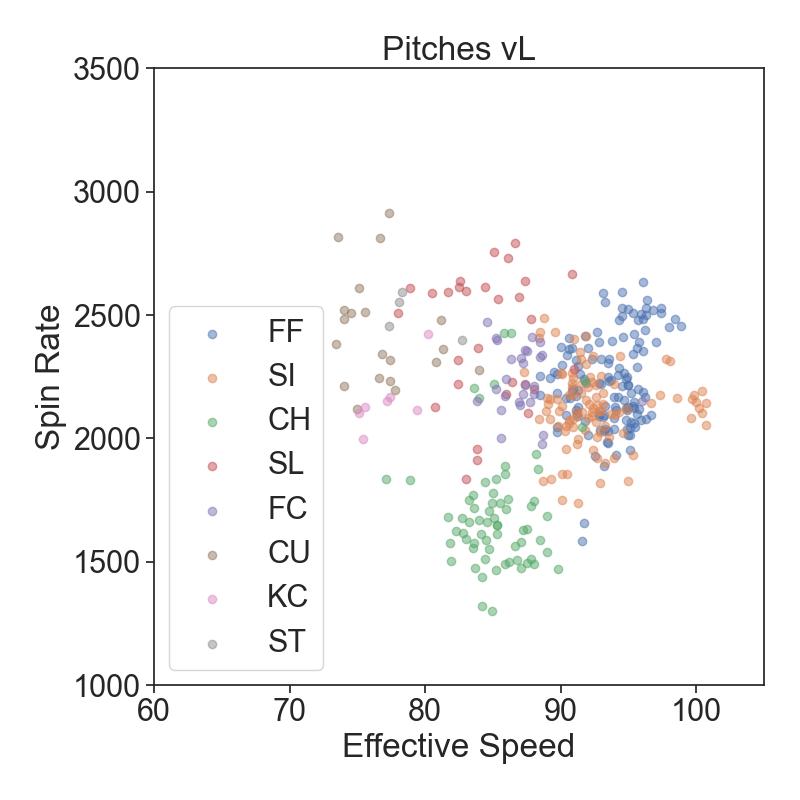 Pitches vL
3500
3000
2500
2000
1500
1000
Spin Rate
FF
SI
CH
SL
FC
CU
KC
ST
60
70
80
90
100
Effective Speed